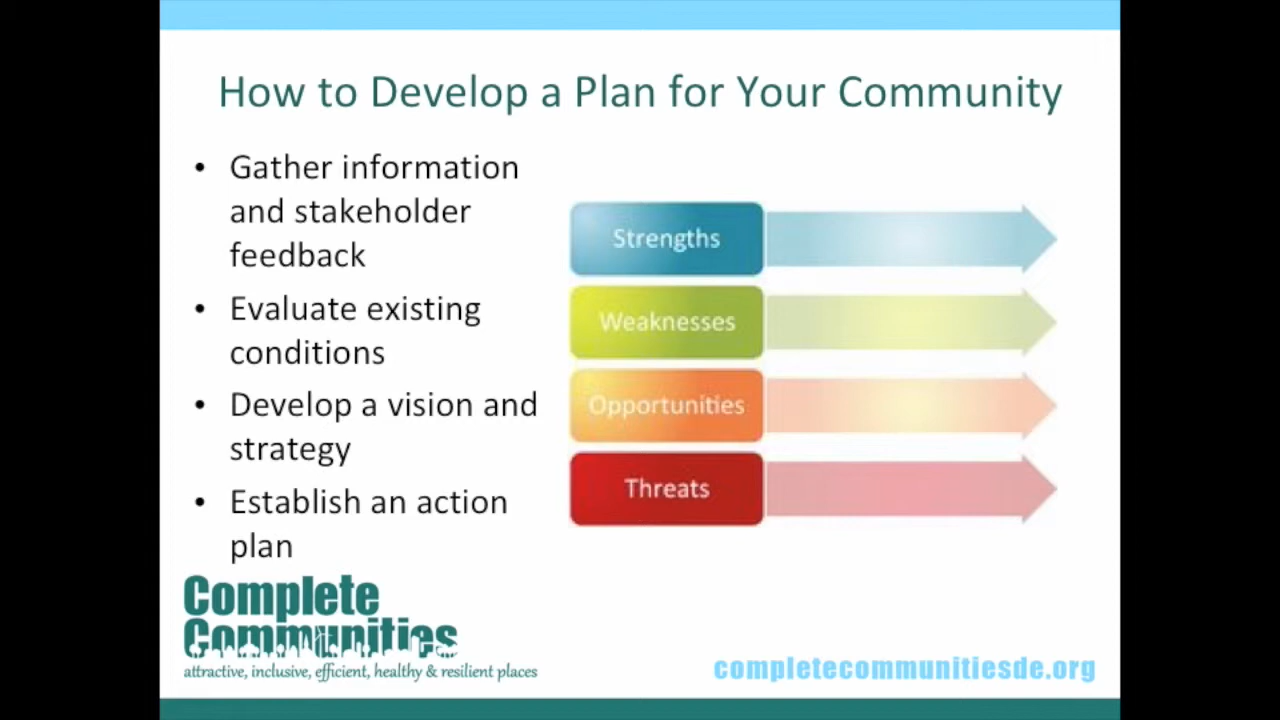 How to Develop a Plan for Your Community
• Gather information
and stakeholder
feedback
• Evaluate existing
conditions
• Develop a vision and
strategy
• Establish an action
plan
Strengths
Weaknesses
Opportunities
Threats
Complete
Communities
attractive, inclusive, efficient, healthy & resilient places
completecommunitiesde.org